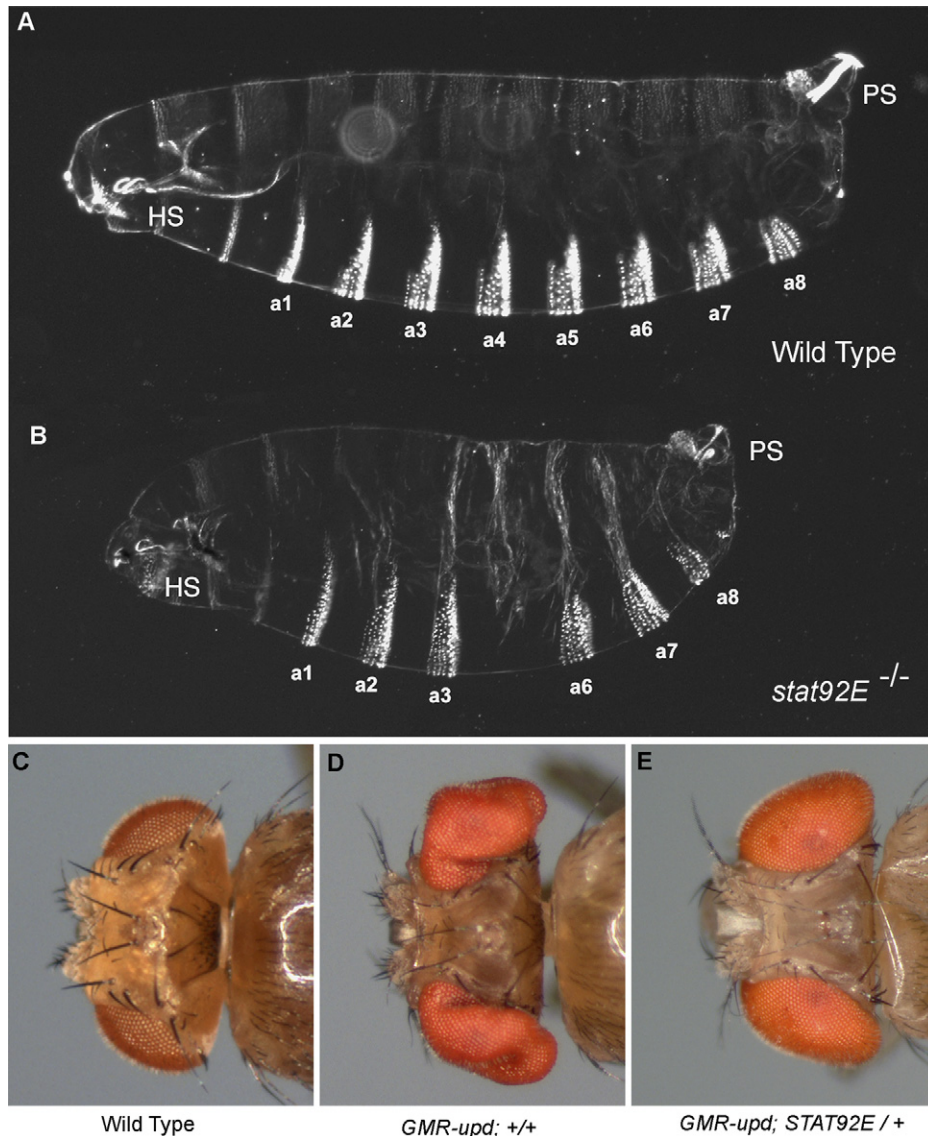 A
PS
HS
a1
a2
a3
a4
a5
a6
a7
a8
Wild Type
B
PS
HS
a1
a2
a3
a6
a7
a8
stat92E -/-
C
D
E
Wild Type
GMR-upd; +/+
GMR-upd; STAT92E / +